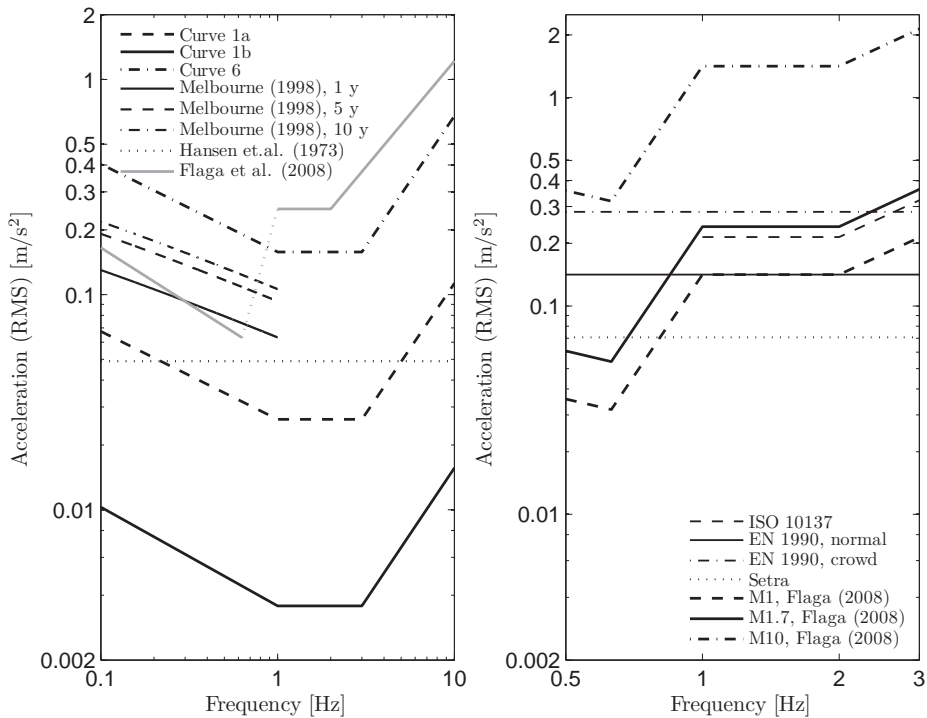 2
1
0.5
0.4
0.3
0.2
0.1
0.01
0.002
Acceleration (RMS) [m/s²]
Curve 1a
Curve 1b
Curve 6
Melbourne (1998), 1 y
Melbourne (1998), 5 y
Melbourne (1998), 10 y
Hansen et.al. (1973)
Flaga et al. (2008)
0.1 1 10
Frequency [Hz]
2
1
0.5
0.4
0.3
0.2
0.1
0.01
0.002
Acceleration (RMS) [m/s²]
ISO 10137
EN 1990, normal
EN 1990, crowd
Setra
M1, Flaga (2008)
M1.7, Flaga (2008)
M10, Flaga (2008)
0.5 1 2 3
Frequency [Hz]